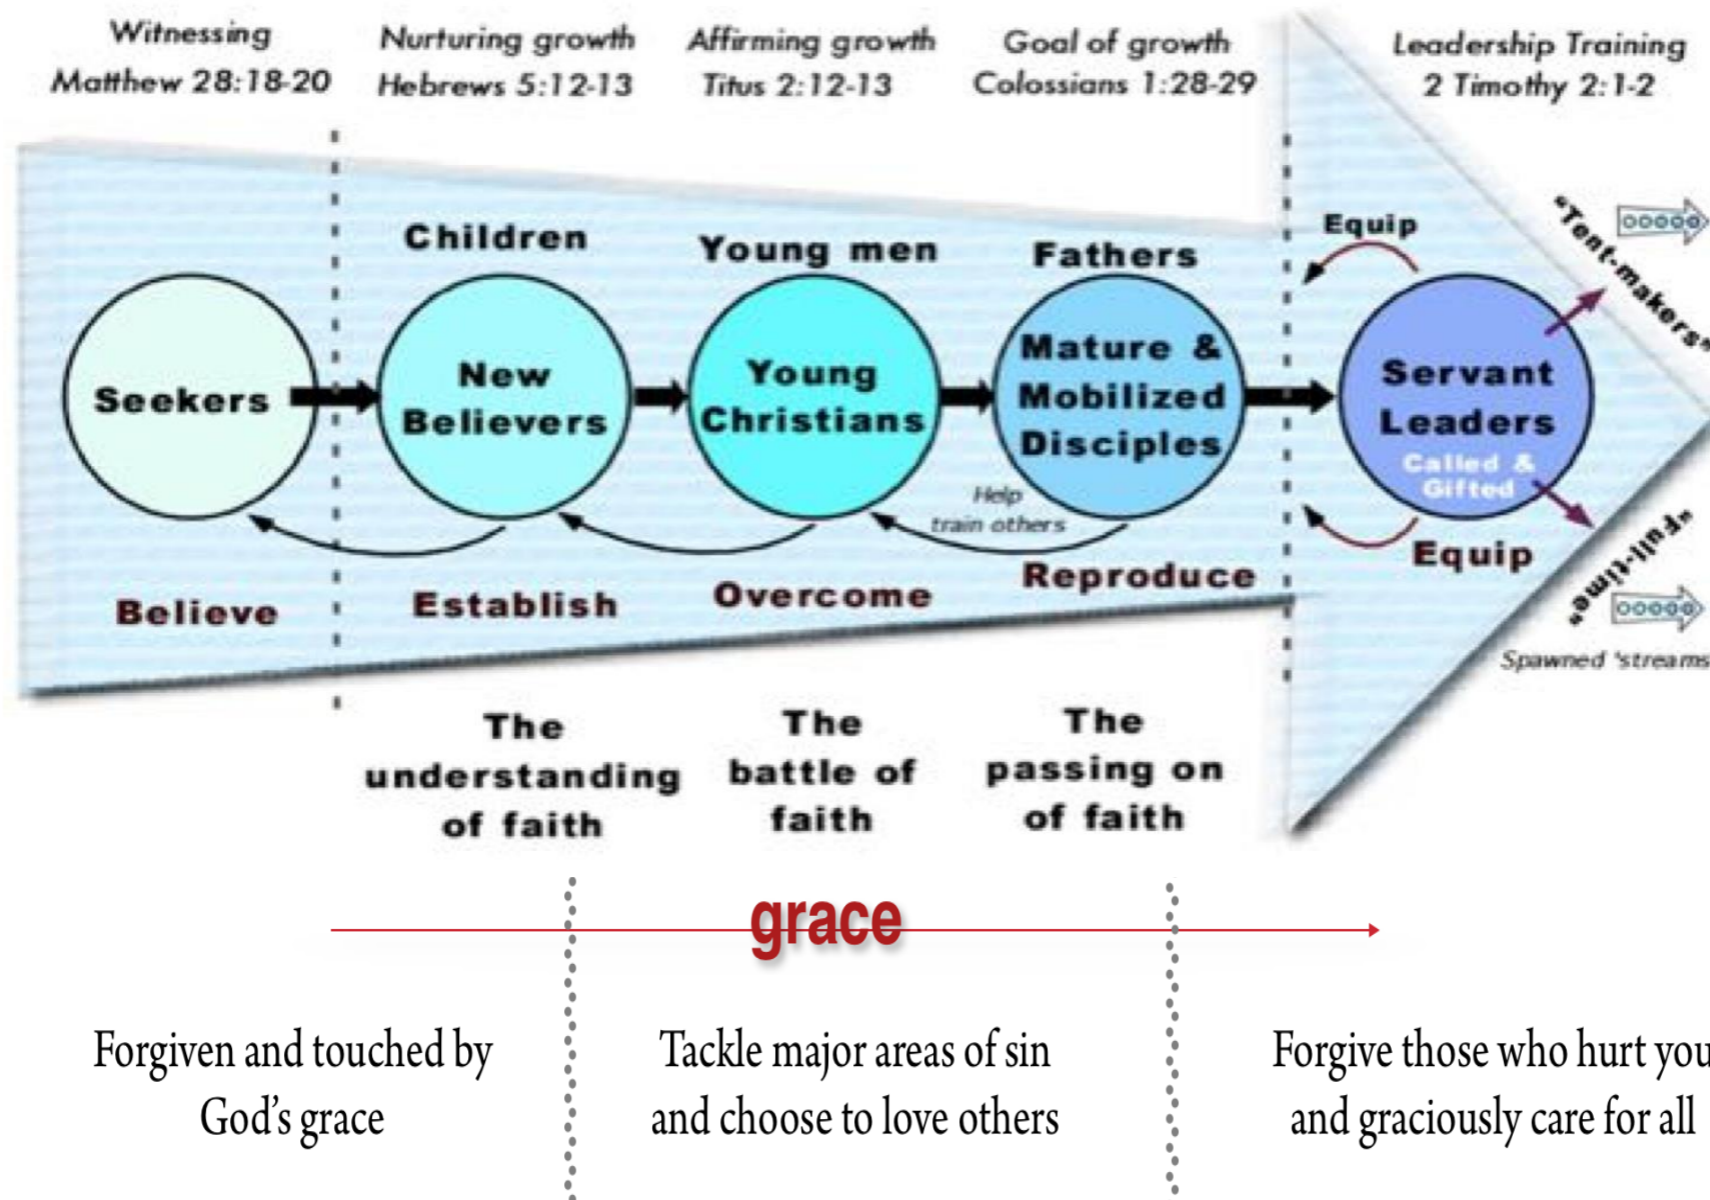 Witnessing
Matthew 28:18-20
Nurturing growth
Hebrews 5:12-13
Affirming growth
Titus 2:12-13
Goal of growth
Colossians 1:28-29
Leadership Training
2 Timothy 2:1-2
Children
Young men
Fathers
Equip
"Tent-makers"
Seekers
New
Believers
Young
Christians
Mature &
Mobilized
Disciples
Servant
Leaders
Called &
Gifted
Help
train others
Believe
Establish
Overcome
Reproduce
Equip
"Full-time"
Spawned 'streams
The
understanding
of faith
The
battle of
faith
The
passing on
of faith
grace
Forgiven and touched by
God's grace
Tackle major areas of sin
and choose to love others
Forgive those who hurt you
and graciously care for all